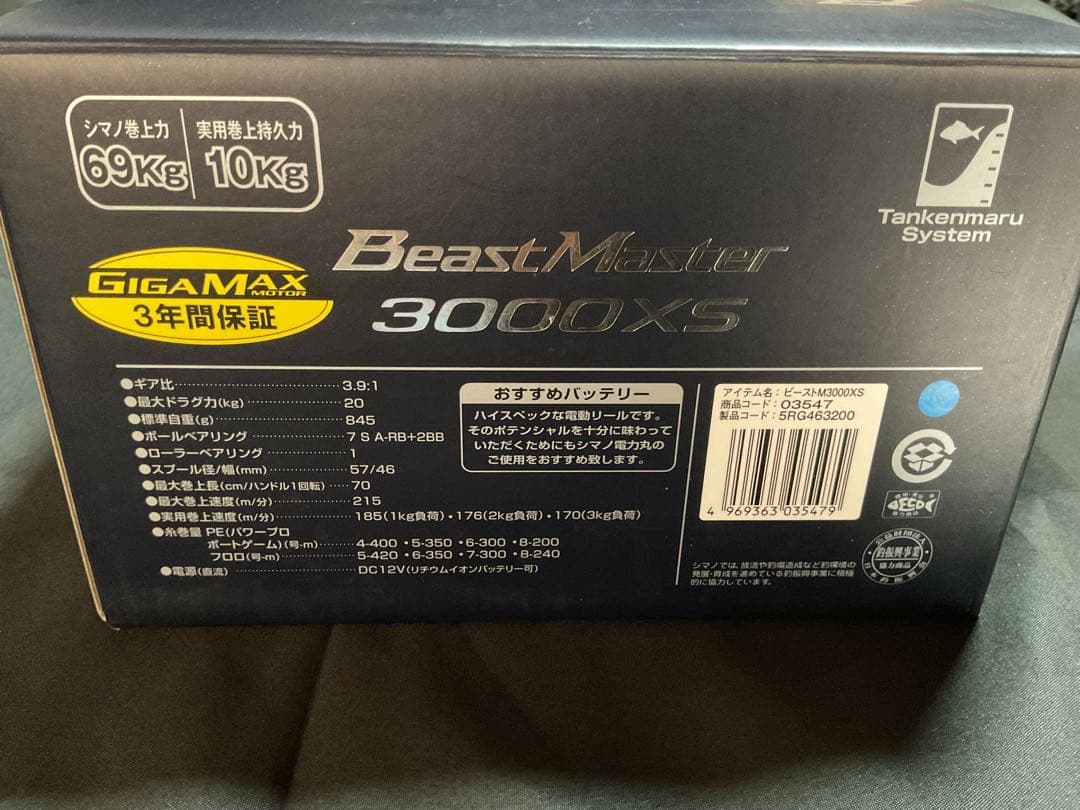 シマノ巻上力
69Kg
実用巻上持久力
10Kg
Tankenmaru
System
BeastMaster
3000XS
GIGAMAX
MOTOR
3年間保証
●ギア比 3.9:1
●最大ドラグ力(kg) 20
●標準自重(g) 845
●ボールベアリング 7 S A-RB+2BB
●ローラーベアリング 1
●スプール径/幅(mm) 57/46
●最大巻上長(cm/ハンドル1回転) 70
●最大巻上速度(m/分) 215
●実用巻上速度(m/分) 185(1kg負荷)・176(2kg負荷)・170(3kg負荷)
●糸巻量 PE(パワープロ
ボートゲーム)(号-m) 4-400 ・5-350 ・6-300 ・8-200
フロロ(号-m) 5-420 ・6-350 ・7-300 ・8-240
●電源(直流) DC12V(リチウムイオンバッテリー可)
おすすめバッテリー
ハイスペックな電動リールです。
そのポテンシャルを十分に味わって
いただくためにもシマノ電力丸の
ご使用をおすすめ致します。
アイテム名：ビーストM3000XS
商品コード：03547
製品コード：5RG463200
4 969363 035479
シマノでは、放流や釣場造成など釣環境の
発展・育成を進めている釣振興事業に積極
的に協力しています。
釣振興事業
協力商品